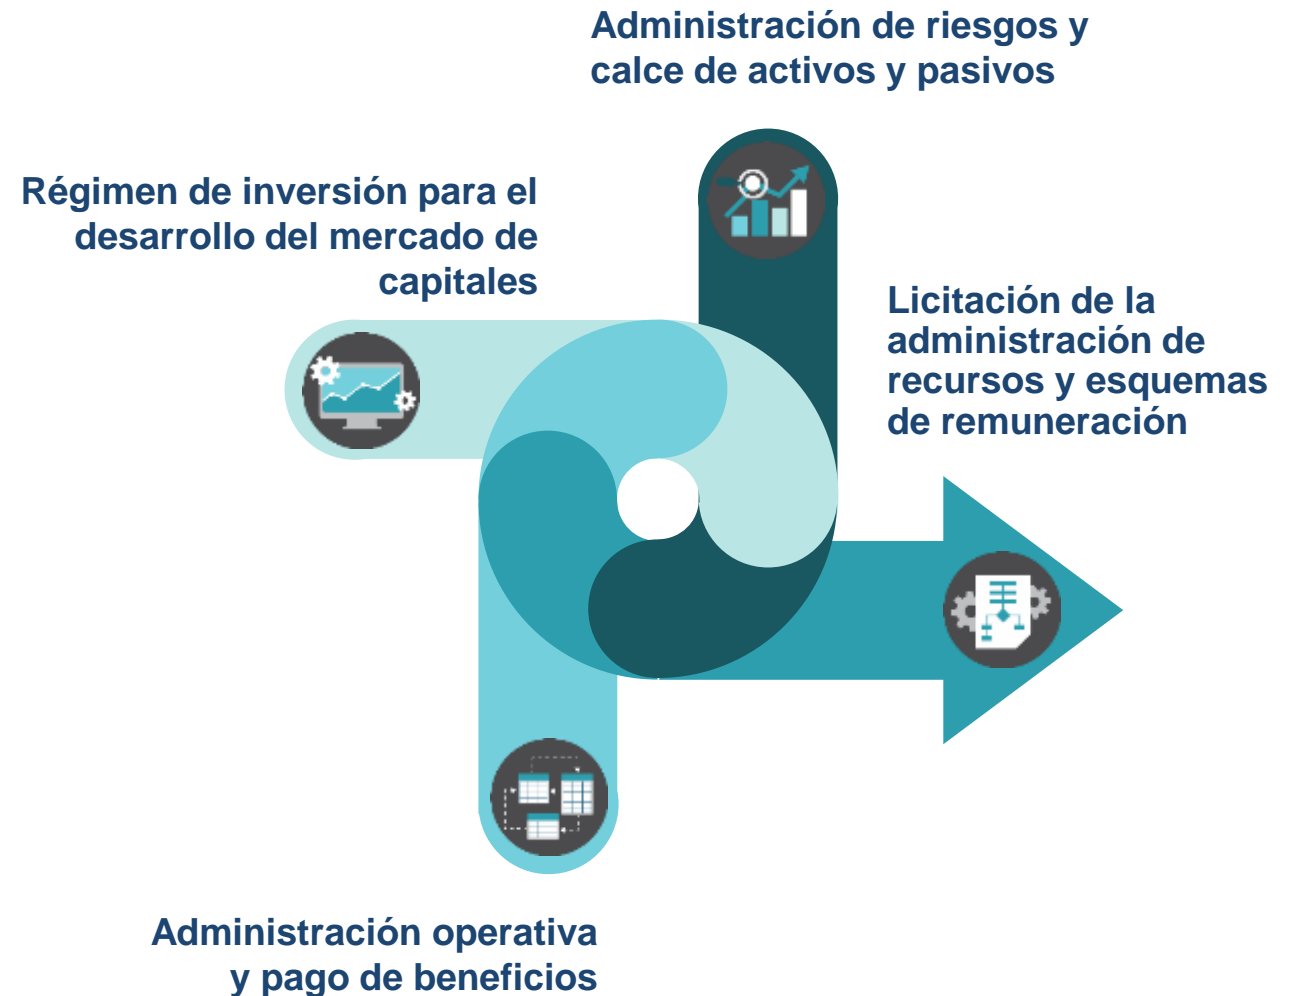 Administración de riesgos y
calce de activos y pasivos
Régimen de inversión para el
desarrollo del mercado de
capitales
Licitación de la
administración de
recursos y esquemas
de remuneración
Administración operativa
y pago de beneficios